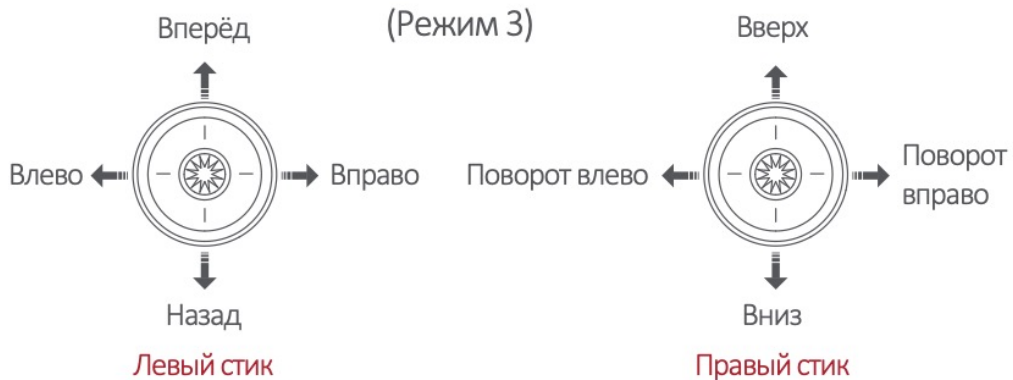 (Режим 3)
Вперёд
Влево
Вправо
Назад
Левый стик
Вверх
Поворот влево
Поворот
вправо
Вниз
Правый стик